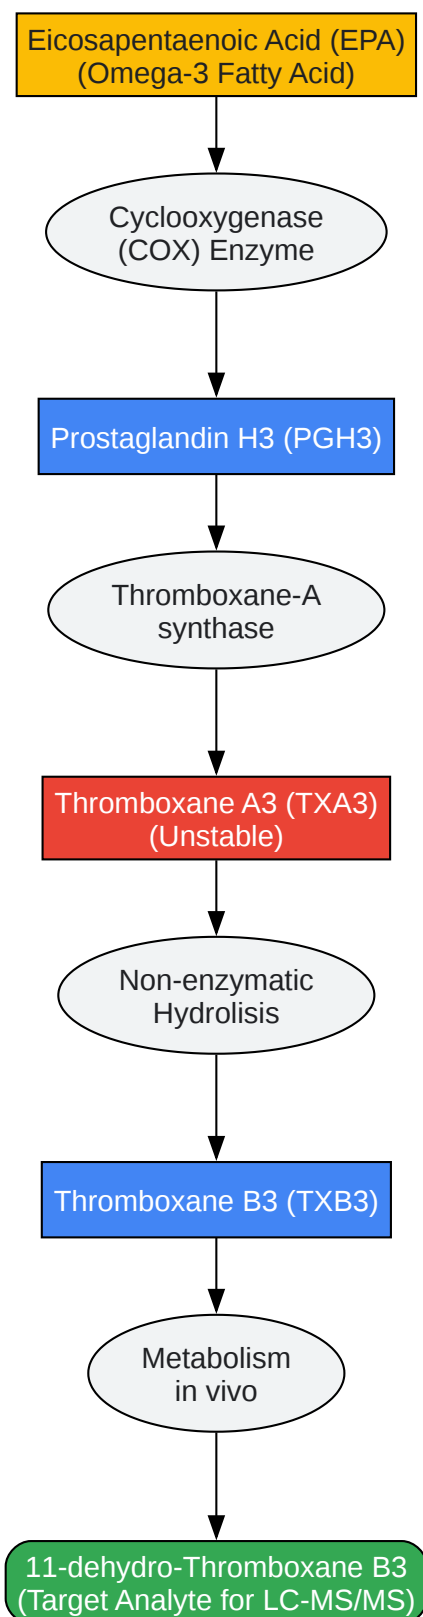 Eicosapentaenoic Acid (EPA)
(Omega-3 Fatty Acid)
Cyclooxygenase
(COX) Enzyme
Prostaglandin H3 (PGH3)
Thromboxane-A
synthase
Thromboxane A3 (TXA3)
(Unstable)
Non-enzymatic
Hydrolisis
Thromboxane B3 (TXB3)
Metabolism
in vivo
11-dehydro-Thromboxane B3
(Target Analyte for LC-MS/MS)